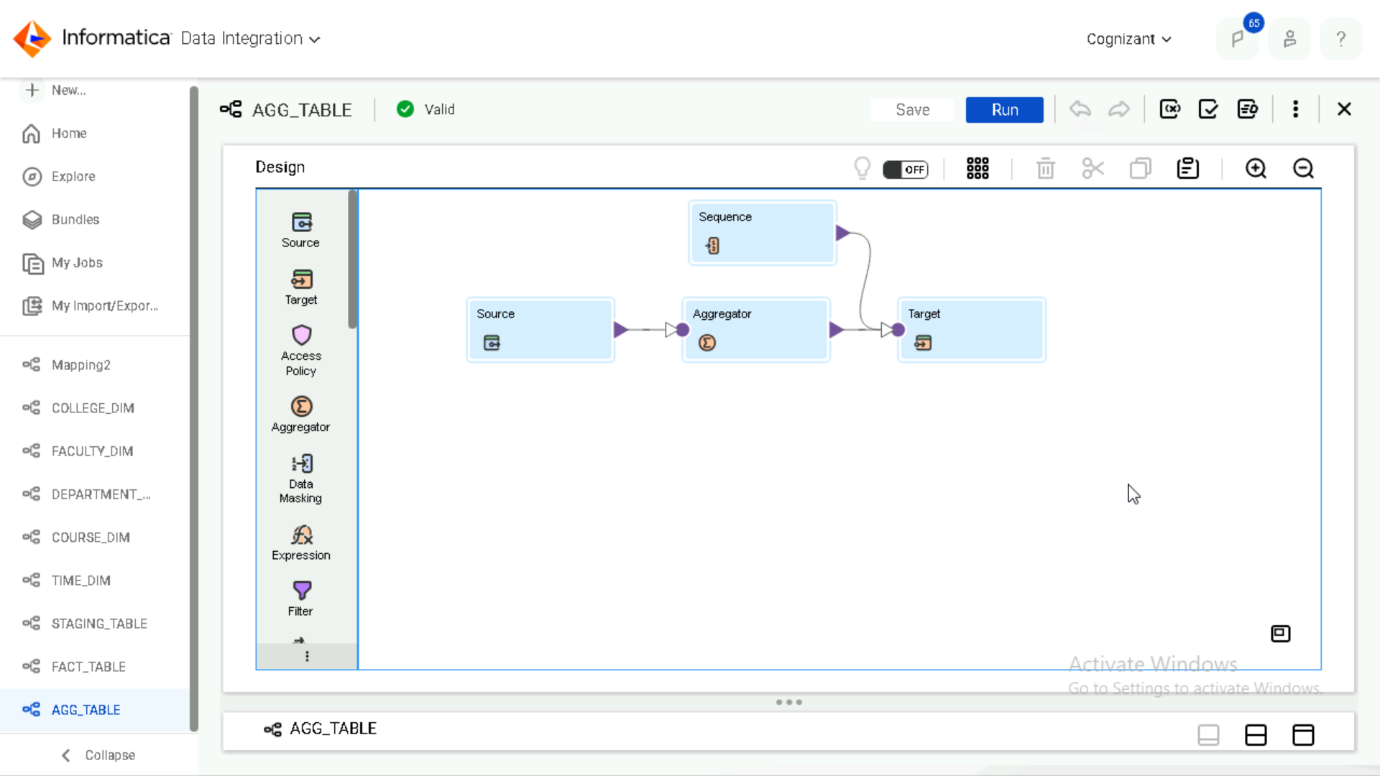 Informatica Data Integration
Cognizant
65
?
New...
Home
Explore
Bundles
My Jobs
My Import/Expor...
Mapping2
COLLEGE_DIM
FACULTY_DIM
DEPARTMENT_...
COURSE_DIM
TIME_DIM
STAGING_TABLE
FACT_TABLE
AGG_TABLE
Collapse
AGG_TABLE
Valid
Save
Run
Design
OFF
Source
Target
Access
Policy
Aggregator
Data
Masking
Expression
Filter
Sequence
Source
Aggregator
Target
Activate Windows
Go to Settings to activate Windows.
AGG_TABLE